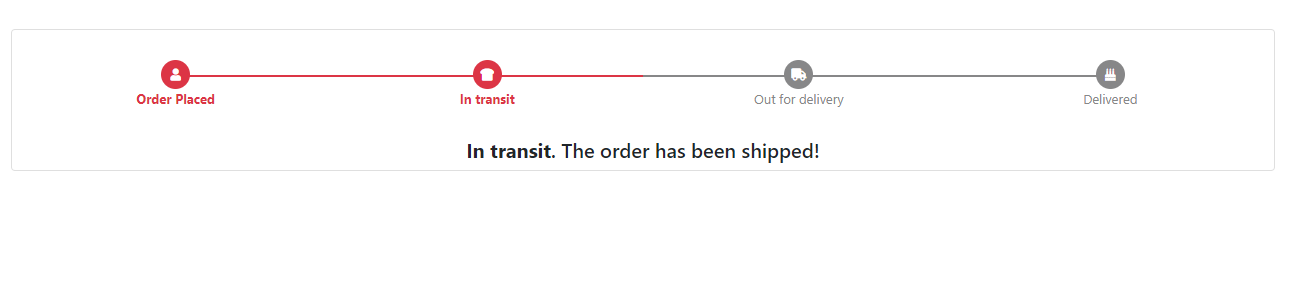 Order Placed
In transit
Out for delivery
Delivered
In transit. The order has been shipped!